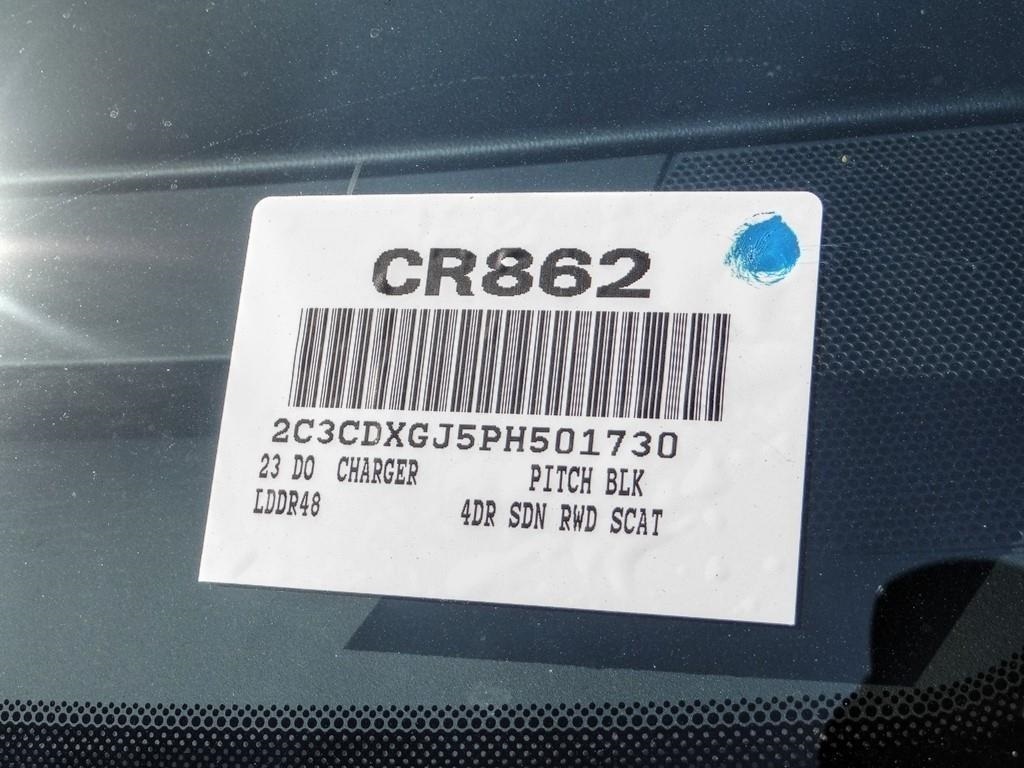 CR862
2C3CDXGJ5PH501730
23 DO CHARGER PITCH BLK
LDDR48 4DR SDN RWD SCAT